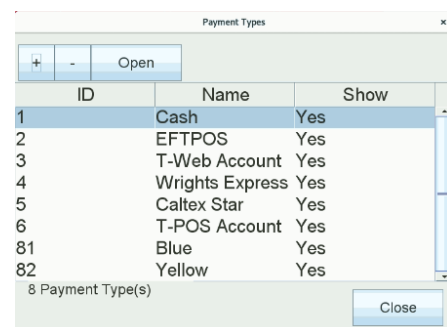 Payment Types x
+ - Open
ID Name Show
1 Cash Yes
2 EFTPOS Yes
3 T-Web Account Yes
4 Wrights Express Yes
5 Caltex Star Yes
6 T-POS Account Yes
81 Blue Yes
82 Yellow Yes
8 Payment Type(s)
Close